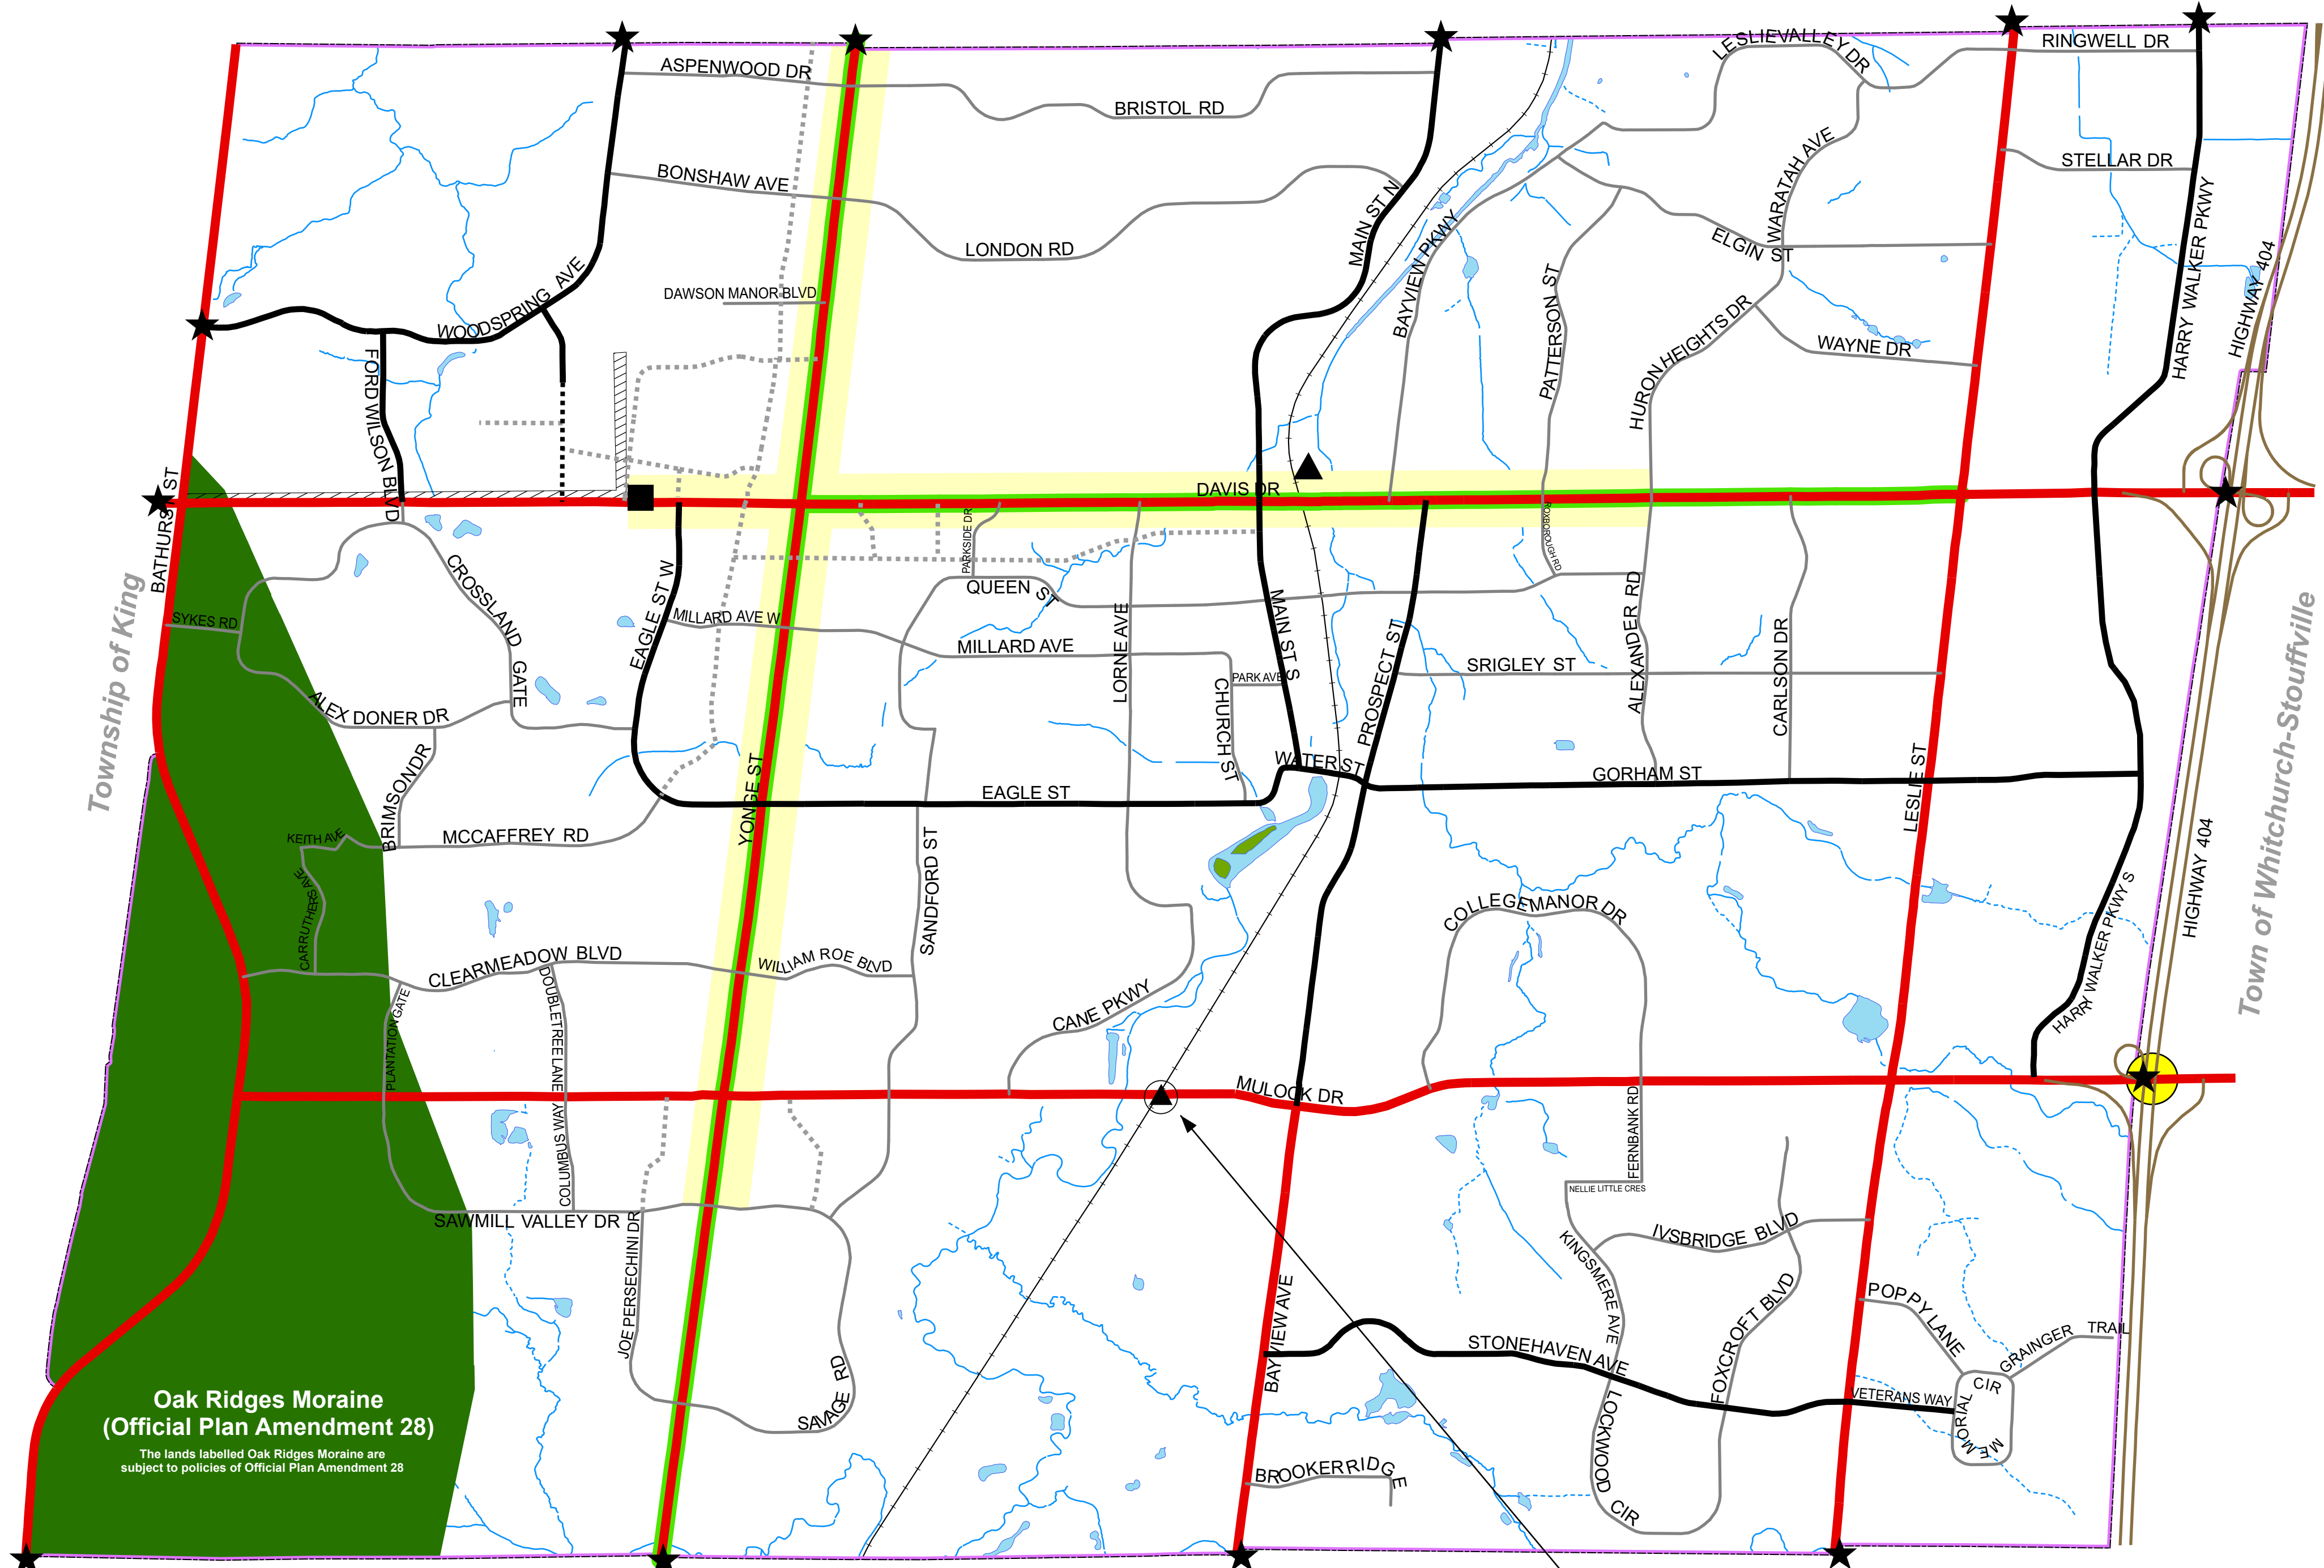 LESLIEVALLEY DR
RINGWELL DR
ASPENWOOD DR
BRISTOL RD
WARATAH AVE
STELLAR DR
BONSHAW AVE
MAIN ST N
HARRY WALKER PKWY
LONDON RD
BAYVIEW PKWY
ELGIN ST
HIGHWAY 404
DAWSON MANOR BLVD
WOODSPRING AVE
PATTERSON ST
HURON HEIGHTS DR
WAYNE DR
FORD WILSON BLVD
BATHURST ST
DAVIS DR
PARKSIDE DR
ROXBOROUGH RD
Township of King
CROSSLAND GATE
EAGLE ST W
QUEEN ST
SYKES RD
MILLARD AVE W
MILLARD AVE
LORNE AVE
MAIN ST S
PROSPECT ST
ALEXANDER RD
CARLSON DR
SRIGLEY ST
PARK AVE
CHURCH ST
ALEX DONER DR
BRIMSON DR
YONGE ST
WATER ST
GORHAM ST
LESLIE ST
EAGLE ST
Town of Whitchurch-Stouffville
KEITH AVE
MCCAFFREY RD
SANDFORD ST
HIGHWAY 404
CARRUTHERS AVE
COLLEGE MANOR DR
HARRY WALKER PKWY S
CLEARMEADOW BLVD
WILLIAM ROE BLVD
DOUBLETREE LANE
PLANTATION GATE
CANE PKWY
MULOCK DR
COLUMBUS WAY
FERNBANK RD
NELLIE LITTLE CRES
SAWMILL VALLEY DR
JOE PERSECHINI DR
IVSBRIDGE BLVD
KINGSMERE AVE
BAYVIEW AVE
FOXCROFT BLVD
POPPY LANE
GRAINGER TRAIL
STONEHAVEN AVE
SAVAGE RD
VETERANS WAY
MEMORIAL CIR
LOCKWOOD CIR
BROOKER RIDGE
Oak Ridges Moraine
(Official Plan Amendment 28)
The lands labelled Oak Ridges Moraine are
subject to policies of Official Plan Amendment 28